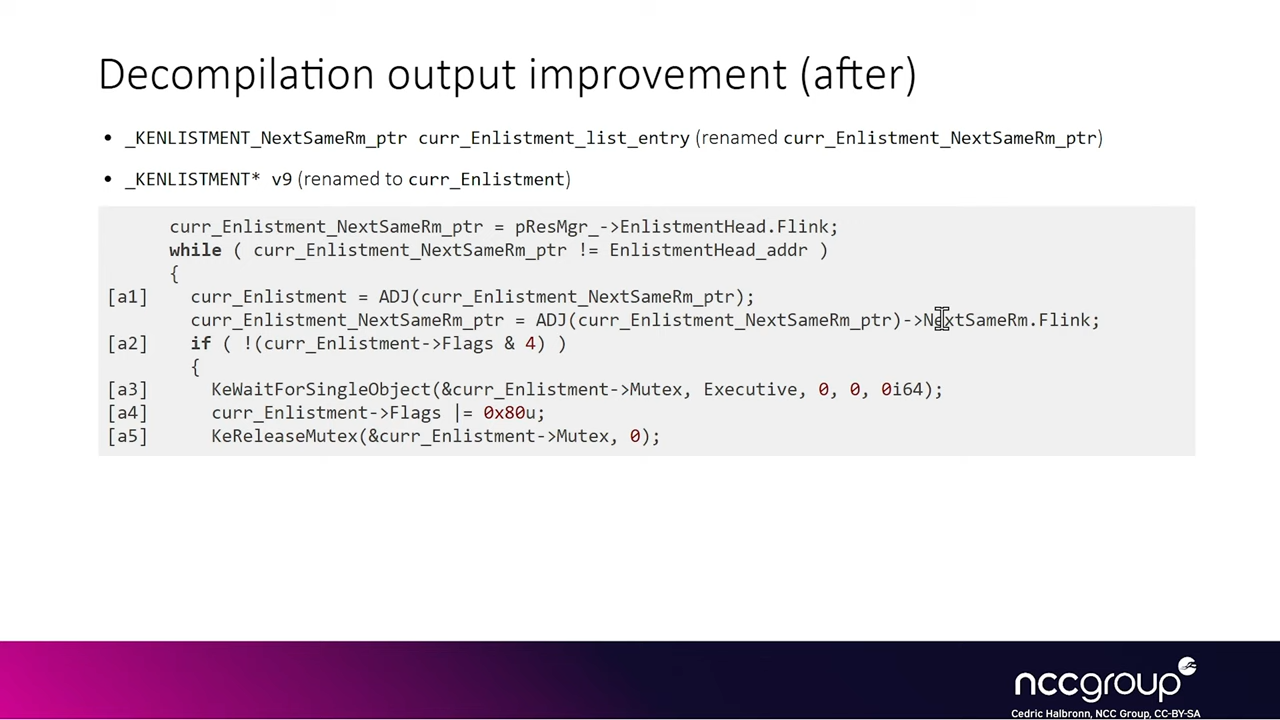 Decompilation output improvement (after)
• _KENLISTMENT_NextSameRm_ptr curr_Enlistment_list_entry (renamed curr_Enlistment_NextSameRm_ptr)
• _KENLISTMENT* v9 (renamed to curr_Enlistment)
curr_Enlistment_NextSameRm_ptr = pResMgr_->EnlistmentHead.Flink;
while ( curr_Enlistment_NextSameRm_ptr != EnlistmentHead_addr )
{
[a1] curr_Enlistment = ADJ(curr_Enlistment_NextSameRm_ptr);
curr_Enlistment_NextSameRm_ptr = ADJ(curr_Enlistment_NextSameRm_ptr)->NextSameRm.Flink;
[a2] if ( !(curr_Enlistment->Flags & 4) )
{
[a3] KeWaitForSingleObject(&curr_Enlistment->Mutex, Executive, 0, 0, 0i64);
[a4] curr_Enlistment->Flags |= 0x80u;
[a5] KeReleaseMutex(&curr_Enlistment->Mutex, 0);
nccgroup
Cedric Halbronn, NCC Group, CC-BY-SA